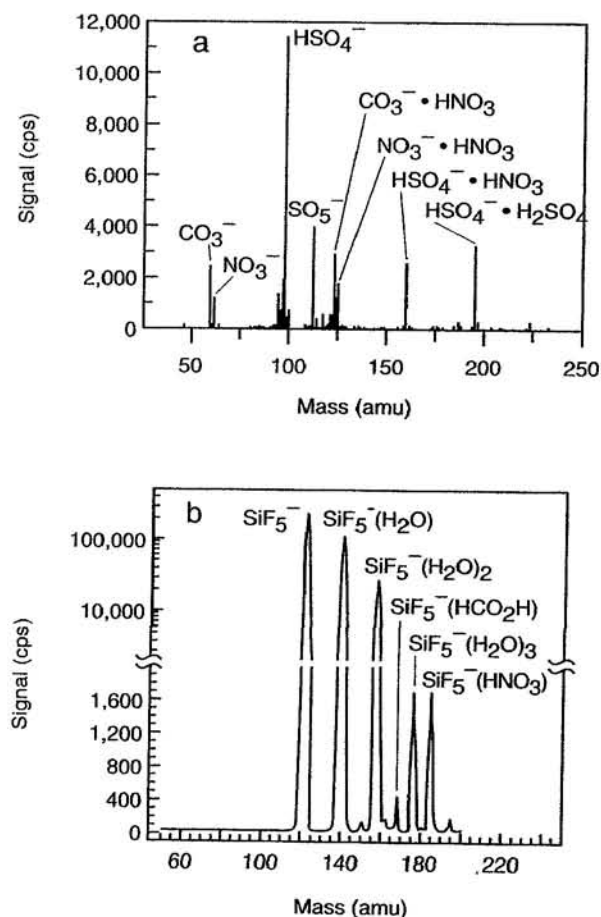 a
12,000
10,000
8,000
6,000
4,000
2,000
0
Signal (cps)
HSO₄⁻
CO₃⁻ • HNO₃
NO₃⁻ • HNO₃
HSO₄⁻ • HNO₃
HSO₄⁻ • H₂SO₄
SO₅⁻
CO₃⁻
NO₃⁻
50 100 150 200 250
Mass (amu)
b
100,000
10,000
1,600
1,200
800
400
0
Signal (cps)
SiF₅⁻
SiF₅⁻(H₂O)
SiF₅⁻(H₂O)₂
SiF₅⁻(HCO₂H)
SiF₅⁻(H₂O)₃
SiF₅⁻(HNO₃)
60 100 140 180 220
Mass (amu)